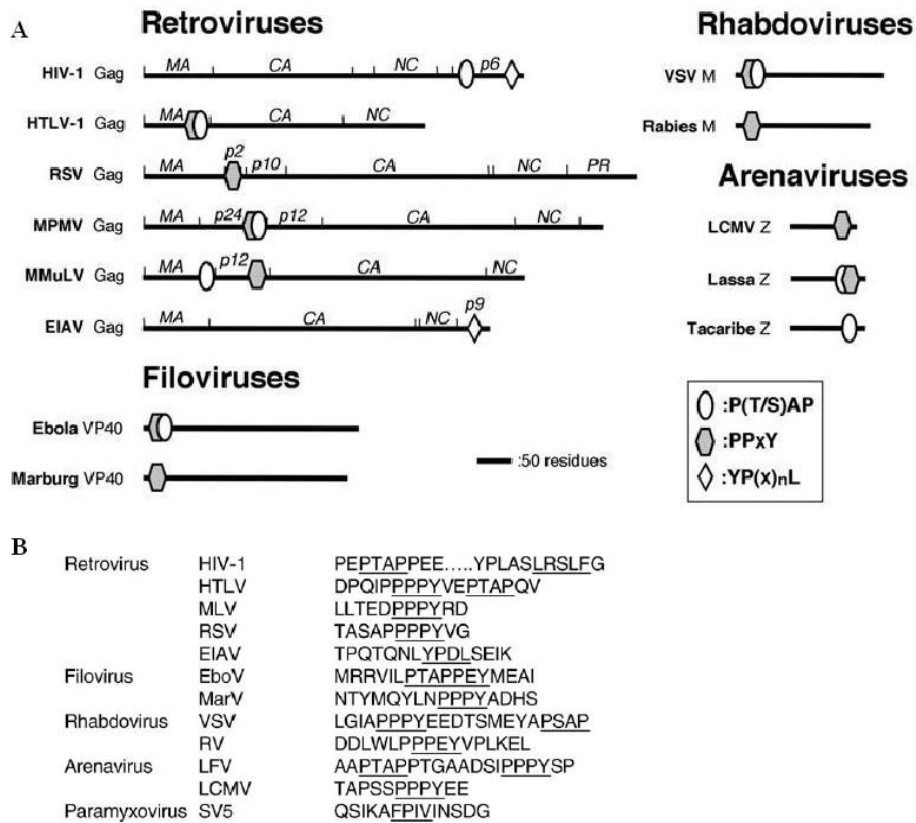 A
Retroviruses
HIV-1 Gag MA CA NC p6
HTLV-1 Gag MA CA NC
RSV Gag MA p2 p10 CA NC PR
MPMV Gag MA p24 p12 CA NC
MMuLV Gag MA p12 CA NC
EIAV Gag MA CA NC p9
Filoviruses
Ebola VP40
Marburg VP40
:50 residues
Rhabdoviruses
VSV M
Rabies M
Arenaviruses
LCMV Z
Lassa Z
Tacaribe Z
:P(T/S)AP
:PPxY
:YP(x)nL
B
Retrovirus HIV-1 PEPTAPPEE.....YPLASLRSLFG
HTLV DPQIPPPPYVEPTAPQV
MLV LLTEDPPPYRD
RSV TASAPPPPYVG
EIAV TPQTQNLYPDLSEIK
Filovirus EboV MRRVILPTAPPEYMEAI
MarV NTYMQYLNPPPYADHS
Rhabdovirus VSV LGIAPPPYEEDTSMEYAPSAP
RV DDLWLPPPEYVPLKEL
Arenavirus LFV AAPTAPPTGAADSIPPPYSP
LCMV TAPSSPPPYEE
Paramyxovirus SV5 QSIKAFPIVINSDG